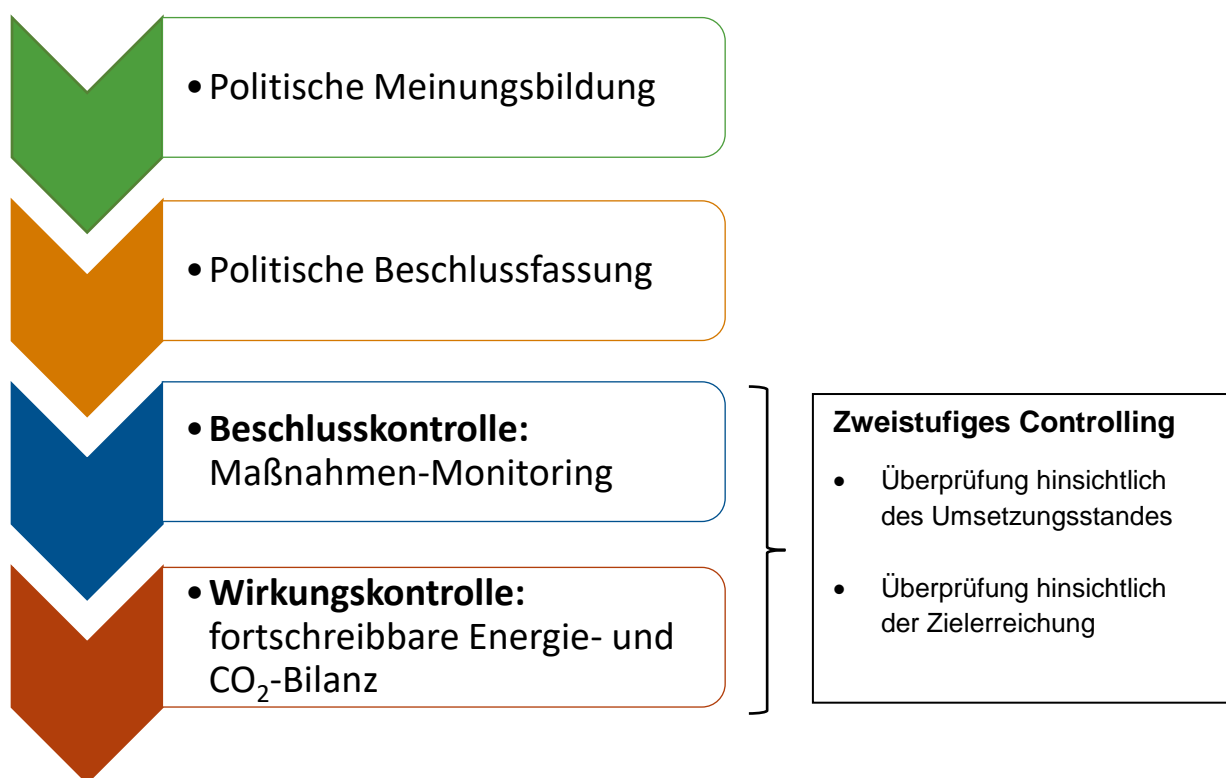 • Politische Meinungsbildung
• Politische Beschlussfassung
• Beschlusskontrolle:
Maßnahmen-Monitoring
• Wirkungskontrolle:
fortschreibbare Energie- und
CO₂-Bilanz
Zweistufiges Controlling
• Überprüfung hinsichtlich
des Umsetzungsstandes
• Überprüfung hinsichtlich
der Zielerreichung